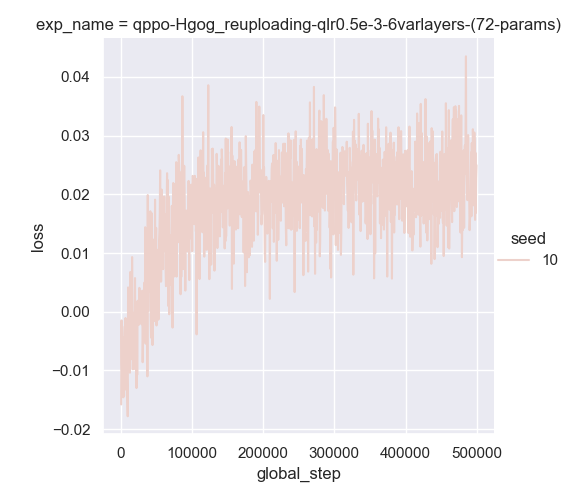 exp_name = qppo-Hgog_reuploading-qlr0.5e-3-6varlayers-(72-params)
0.04
0.03
0.02
0.01
0.00
−0.01
−0.02
loss
0 100000 200000 300000 400000 500000
global_step
seed
10